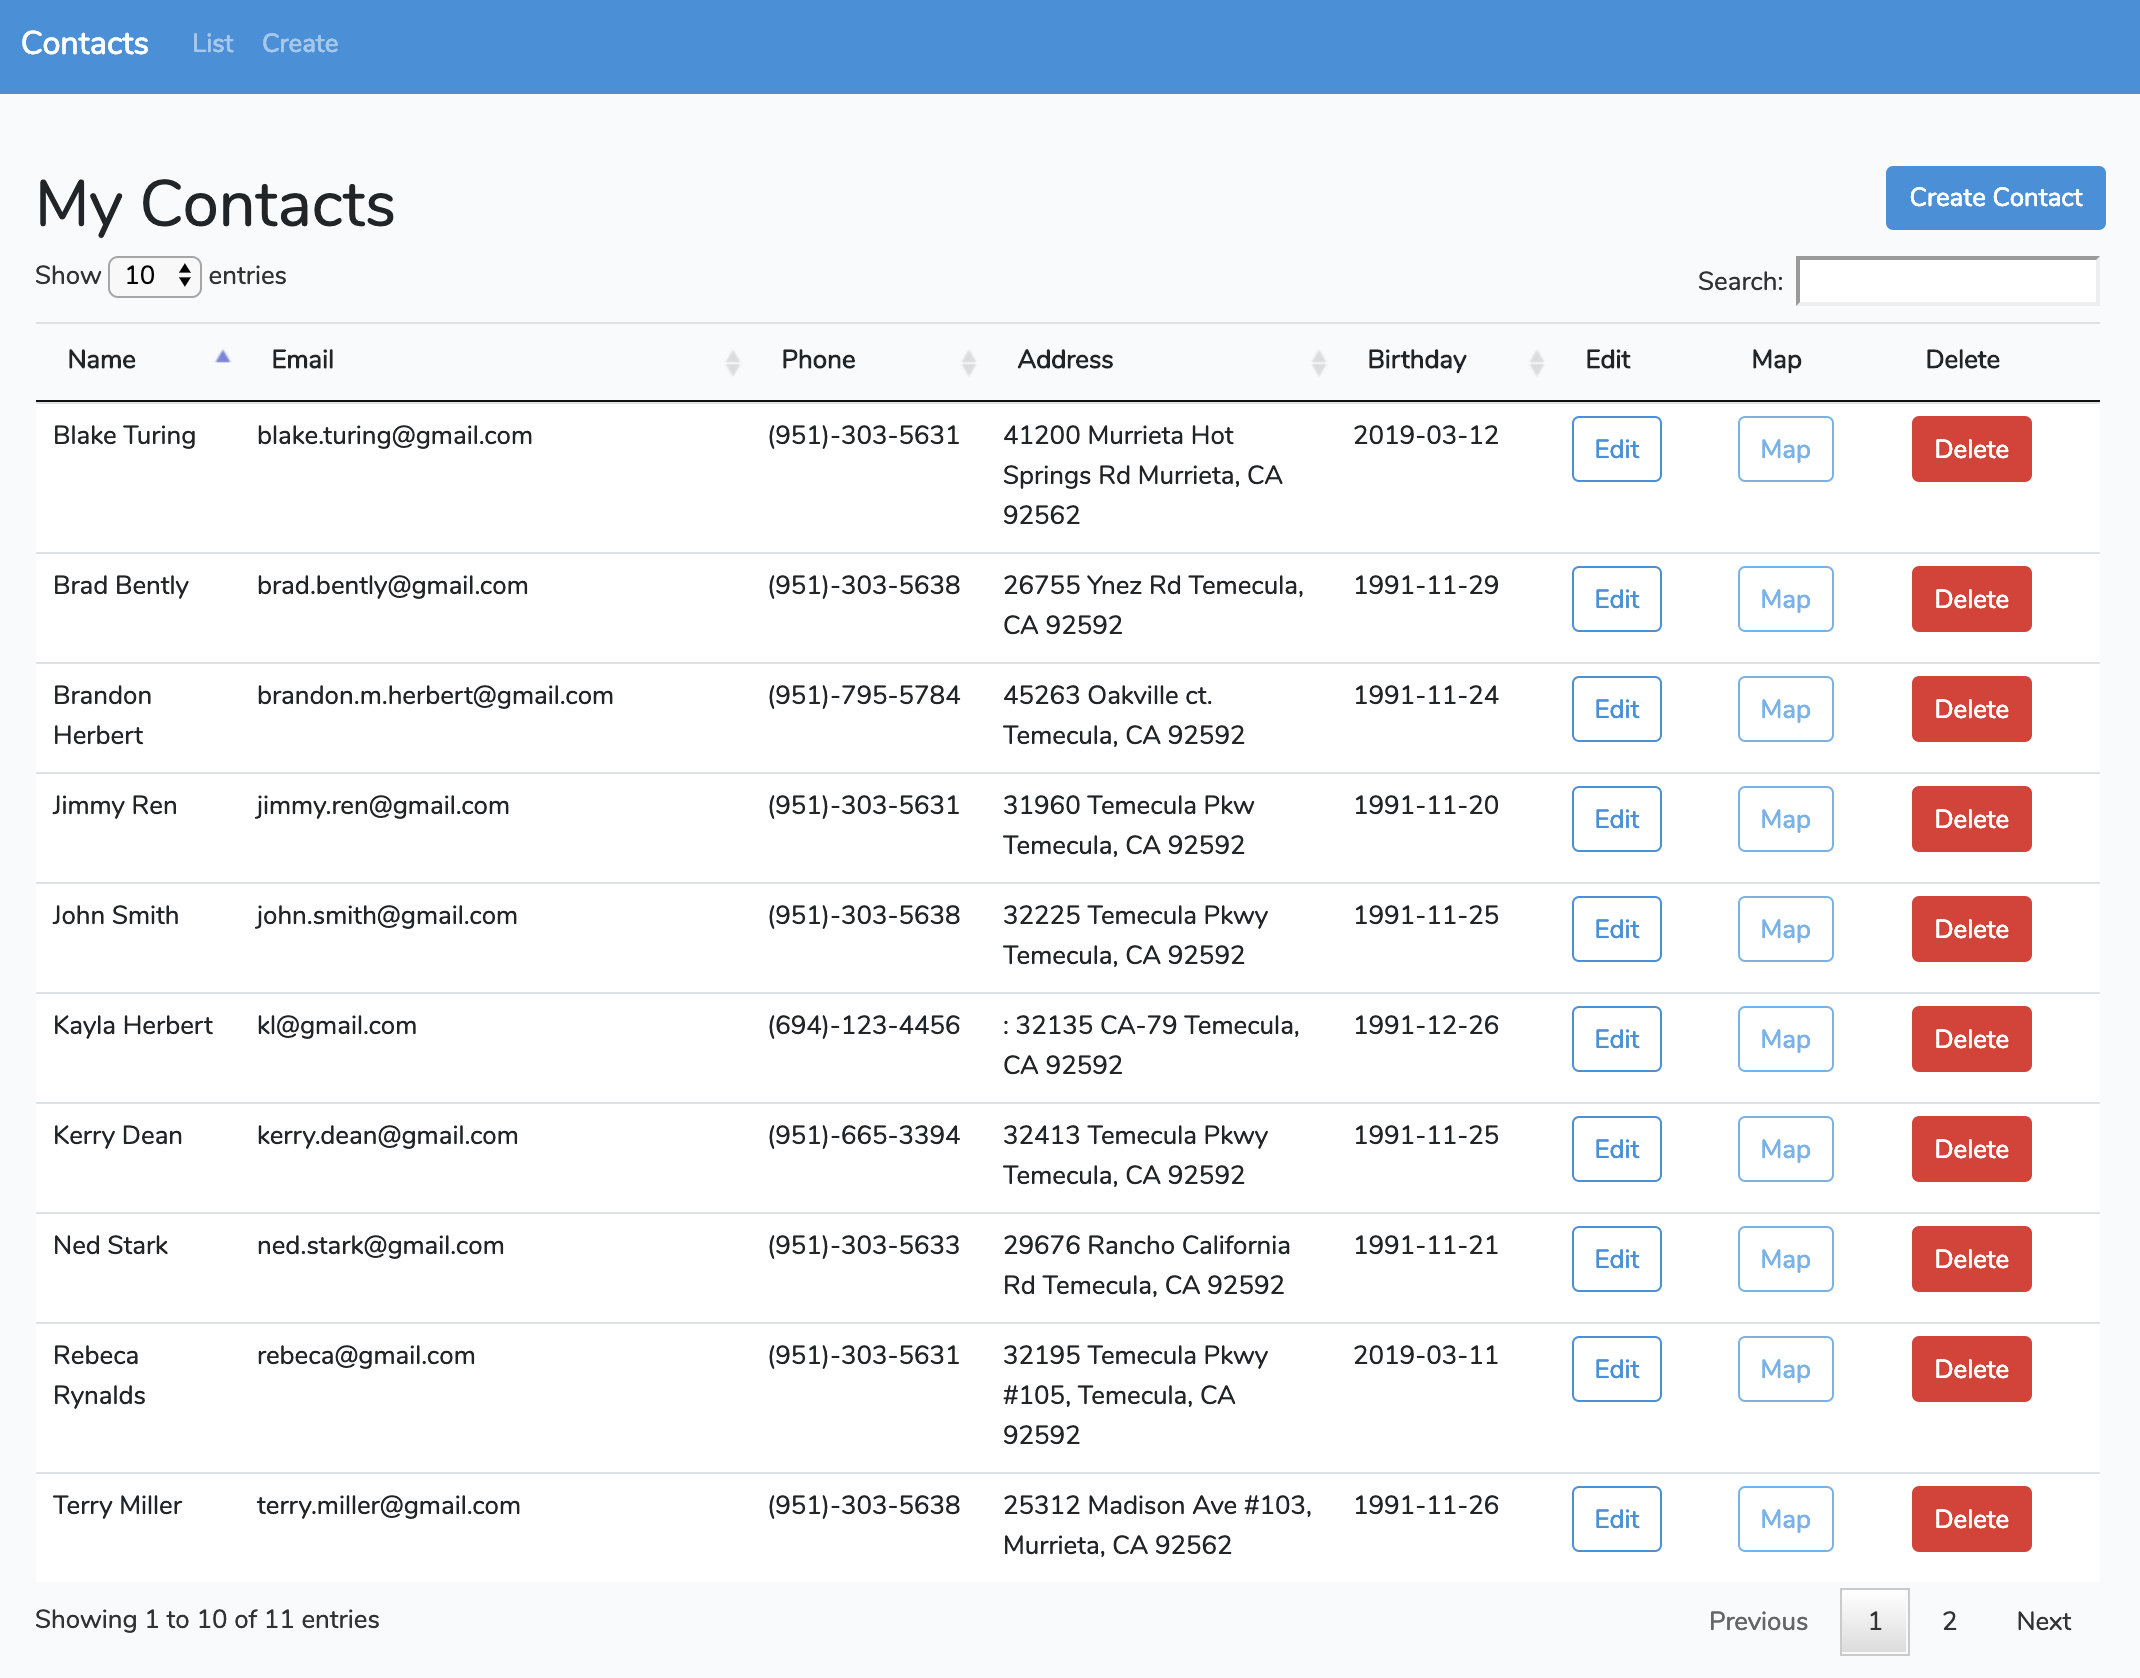 Contacts List Create
My Contacts
Create Contact
Show 10 entries
Search:
Name Email Phone Address Birthday Edit Map Delete
Blake Turing blake.turing@gmail.com (951)-303-5631 41200 Murrieta Hot 2019-03-12 Edit Map Delete
Springs Rd Murrieta, CA
92562
Brad Bently brad.bently@gmail.com (951)-303-5638 26755 Ynez Rd Temecula, 1991-11-29 Edit Map Delete
CA 92592
Brandon brandon.m.herbert@gmail.com (951)-795-5784 45263 Oakville ct. 1991-11-24 Edit Map Delete
Herbert Temecula, CA 92592
Jimmy Ren jimmy.ren@gmail.com (951)-303-5631 31960 Temecula Pkw 1991-11-20 Edit Map Delete
Temecula, CA 92592
John Smith john.smith@gmail.com (951)-303-5638 32225 Temecula Pkwy 1991-11-25 Edit Map Delete
Temecula, CA 92592
Kayla Herbert kl@gmail.com (694)-123-4456 : 32135 CA-79 Temecula, 1991-12-26 Edit Map Delete
CA 92592
Kerry Dean kerry.dean@gmail.com (951)-665-3394 32413 Temecula Pkwy 1991-11-25 Edit Map Delete
Temecula, CA 92592
Ned Stark ned.stark@gmail.com (951)-303-5633 29676 Rancho California 1991-11-21 Edit Map Delete
Rd Temecula, CA 92592
Rebeca rebeca@gmail.com (951)-303-5631 32195 Temecula Pkwy 2019-03-11 Edit Map Delete
Rynalds #105, Temecula, CA
92592
Terry Miller terry.miller@gmail.com (951)-303-5638 25312 Madison Ave #103, 1991-11-26 Edit Map Delete
Murrieta, CA 92562
Showing 1 to 10 of 11 entries
Previous 1 2 Next